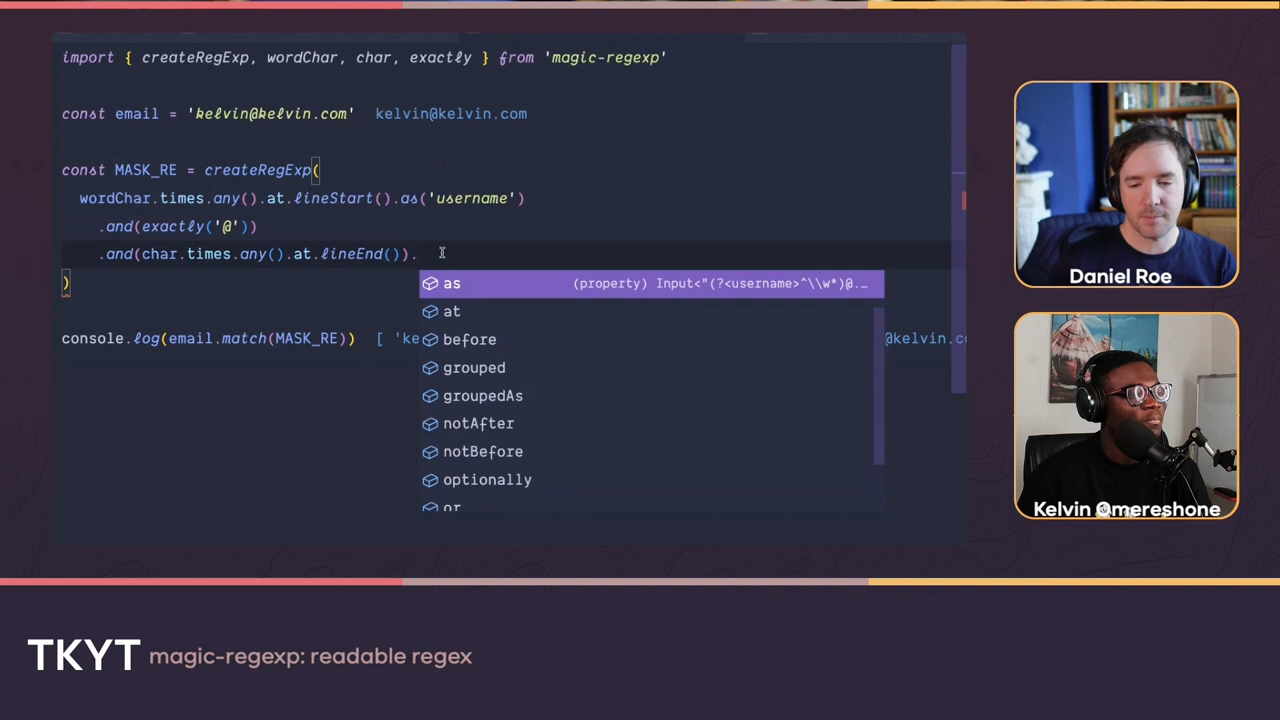 import { createRegExp, wordChar, char, exactly } from 'magic-regexp'
const email = 'kelvin@kelvin.com' kelvin@kelvin.com
const MASK_RE = createRegExp(
wordChar.times.any().at.lineStart().as('username')
.and(exactly('@'))
.and(char.times.any().at.lineEnd()).
as (property) Input<"(?<username>^\\w*)@.…
)
at
before
console.log(email.match(MASK_RE)) [ 'ke @kelvin.c
grouped
groupedAs
notAfter
notBefore
optionally
or
Daniel Roe
Kelvin Omereshone
TKYT magic-regexp: readable regex